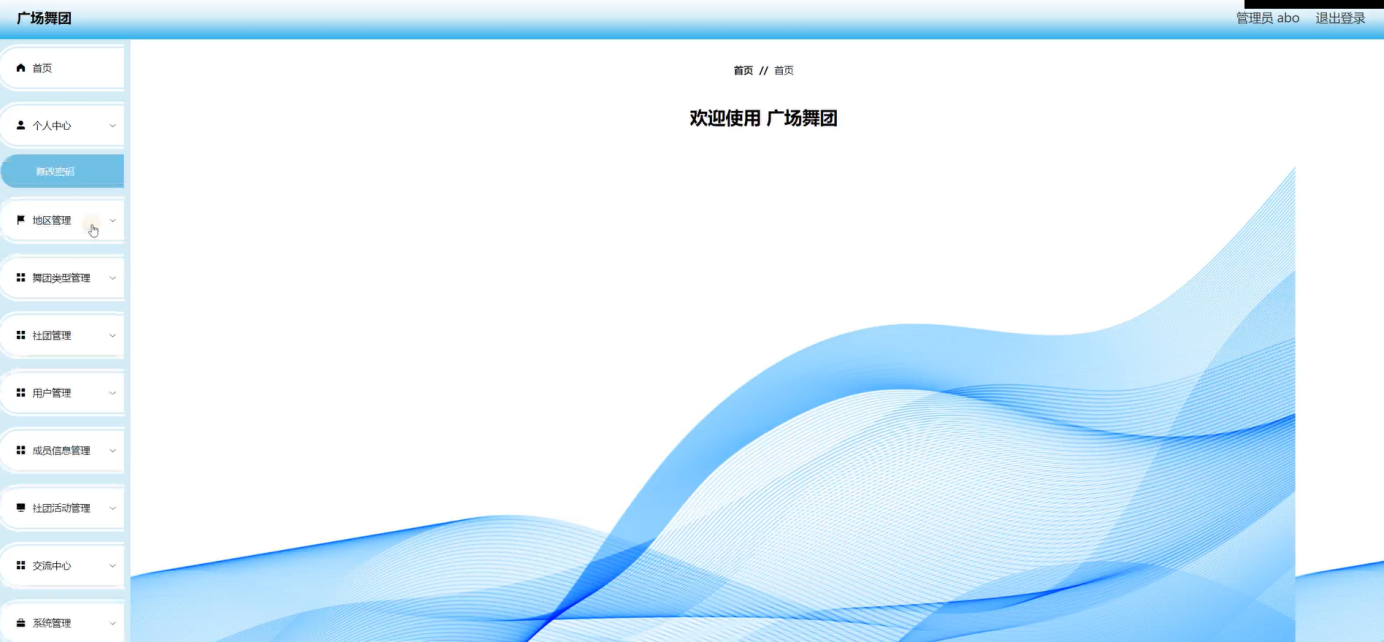 广场舞团
管理员 abo 退出登录
首页
个人中心
修改密码
地区管理
舞团类型管理
社团管理
用户管理
成员信息管理
社团活动管理
交流中心
系统管理
首页 // 首页
欢迎使用 广场舞团